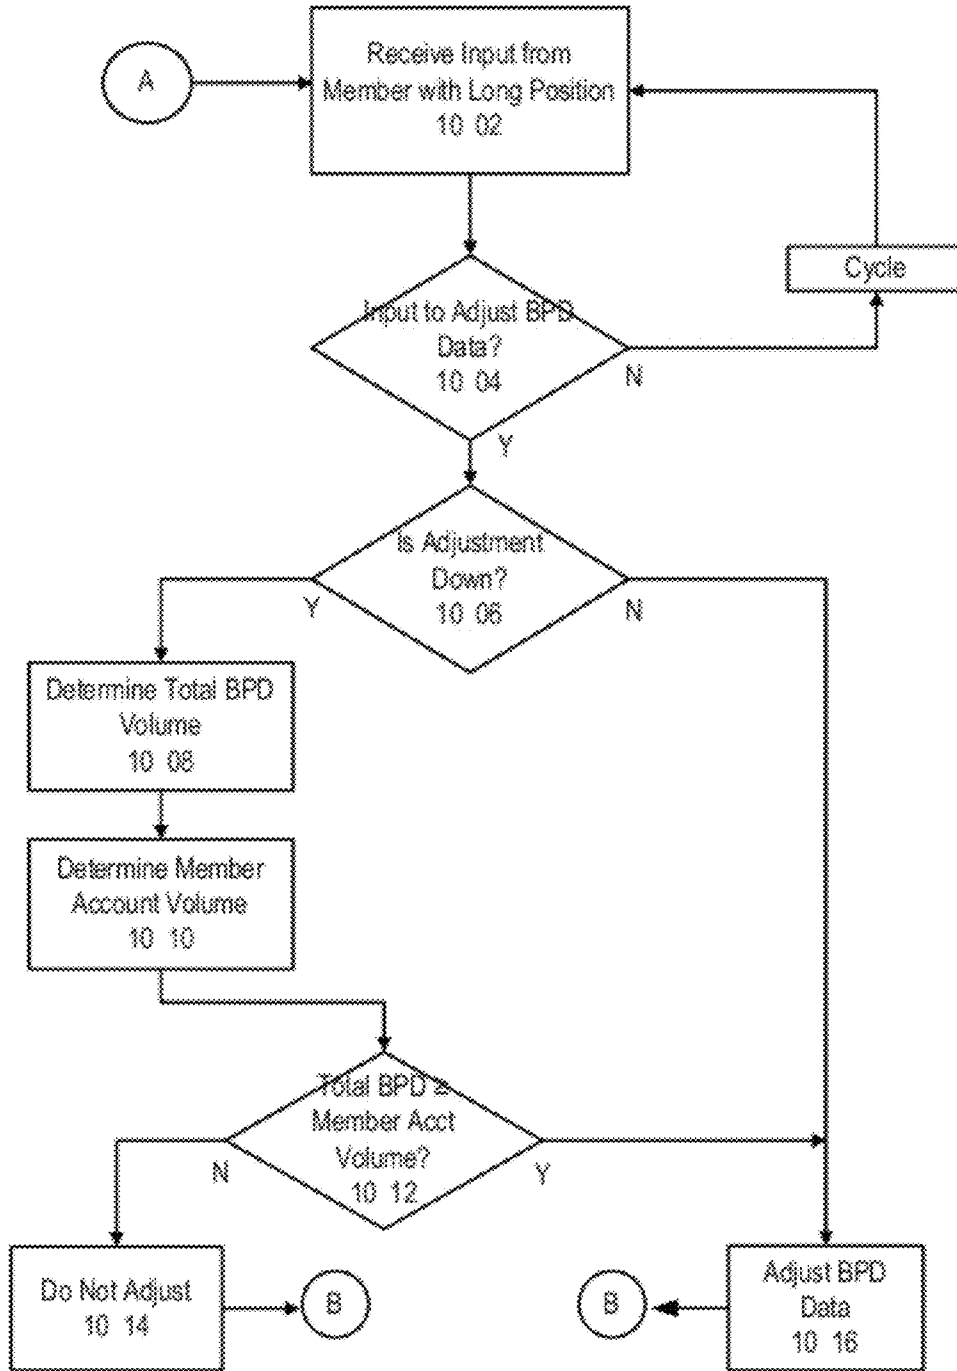 A
Receive Input from
Member with Long Position
10 02
Cycle
Input to Adjust BPD
Data?
10 04
N
Y
Is Adjustment
Down?
10 06
Y
N
Determine Total BPD
Volume
10 08
Determine Member
Account Volume
10 10
Total BPD ≥
Member Acct
Volume?
10 12
N
Y
Do Not Adjust
10 14
B
B
Adjust BPD
Data
10 16